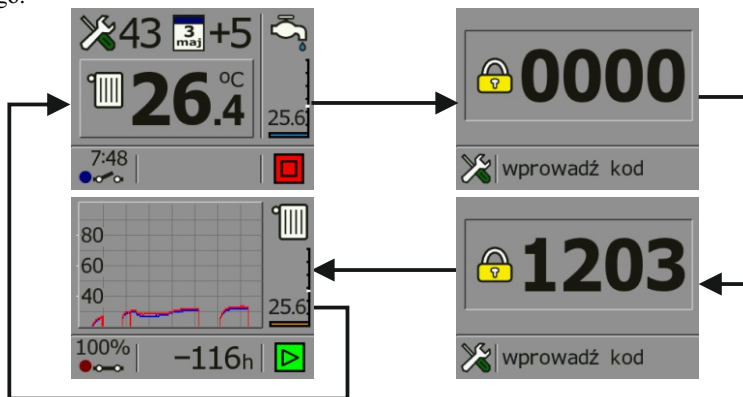 go.
43 3 maj +5
26.4 °C
25.6
7:48
0000
wprowadź kod
80
60
40
25.6
100% -116h
1203
wprowadź kod